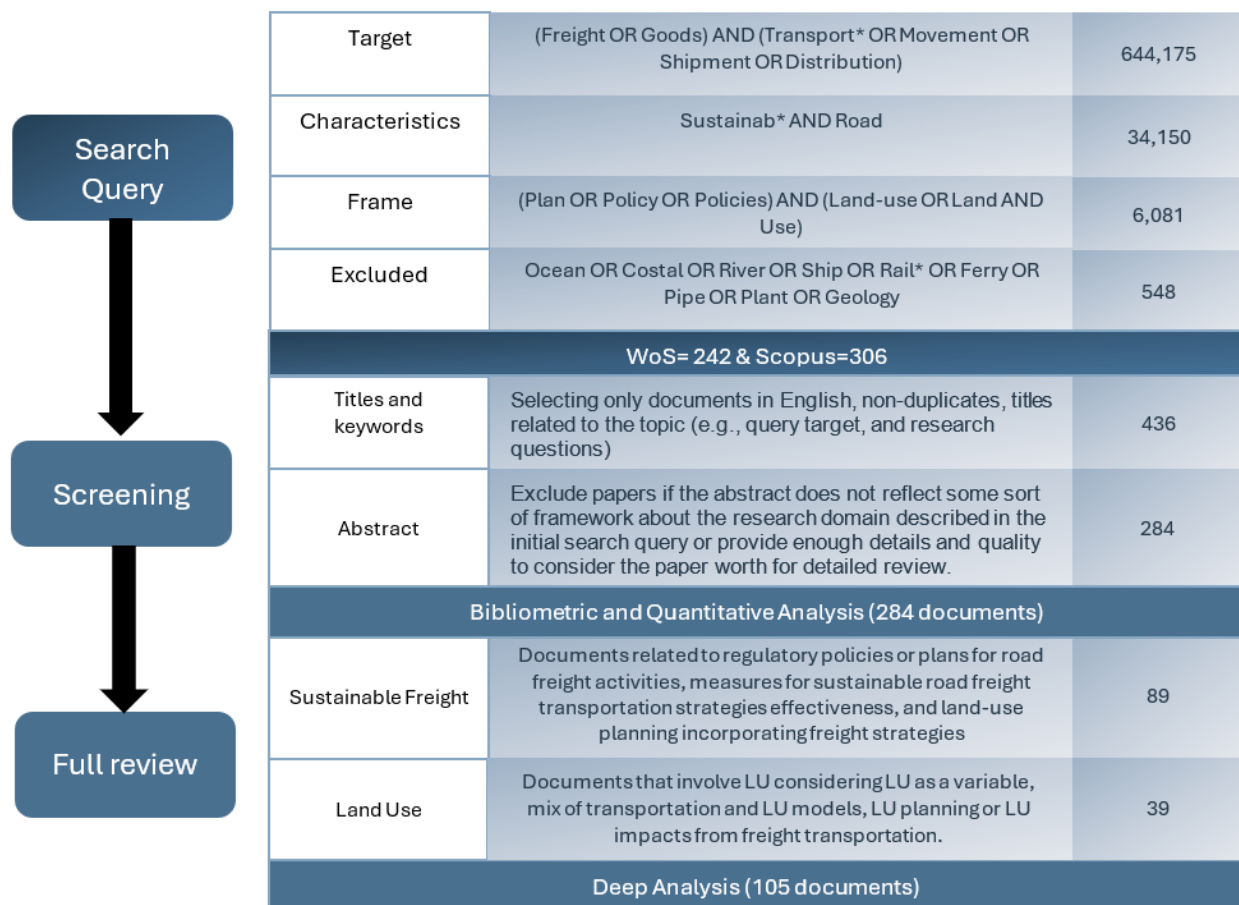 Search
Query
Screening
Full review
Target
(Freight OR Goods) AND (Transport* OR Movement OR
Shipment OR Distribution)
644,175
Characteristics
Sustainab* AND Road
34,150
Frame
(Plan OR Policy OR Policies) AND (Land-use OR Land AND
Use)
6,081
Excluded
Ocean OR Costal OR River OR Ship OR Rail* OR Ferry OR
Pipe OR Plant OR Geology
548
WoS= 242 & Scopus=306
Titles and
keywords
Selecting only documents in English, non-duplicates, titles
related to the topic (e.g., query target, and research
questions)
436
Abstract
Exclude papers if the abstract does not reflect some sort
of framework about the research domain described in the
initial search query or provide enough details and quality
to consider the paper worth for detailed review.
284
Bibliometric and Quantitative Analysis (284 documents)
Sustainable Freight
Documents related to regulatory policies or plans for road
freight activities, measures for sustainable road freight
transportation strategies effectiveness, and land-use
planning incorporating freight strategies
89
Land Use
Documents that involve LU considering LU as a variable,
mix of transportation and LU models, LU planning or LU
impacts from freight transportation.
39
Deep Analysis (105 documents)